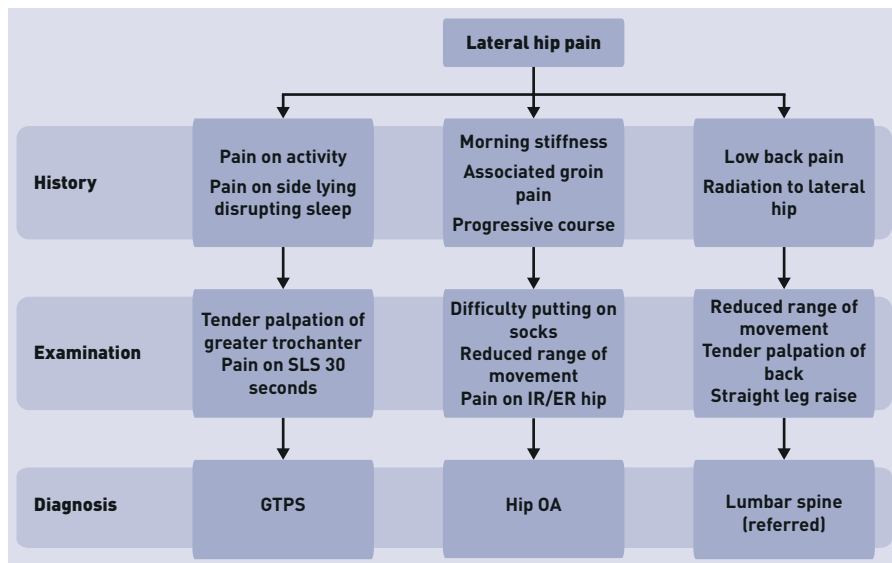 Lateral hip pain
History
Pain on activity
Pain on side lying
disrupting sleep
Morning stiffness
Associated groin
pain
Progressive course
Low back pain
Radiation to lateral
hip
Examination
Tender palpation of
greater trochanter
Pain on SLS 30
seconds
Difficulty putting on
socks
Reduced range of
movement
Pain on IR/ER hip
Reduced range of
movement
Tender palpation of
back
Straight leg raise
Diagnosis
GTPS
Hip OA
Lumbar spine
(referred)